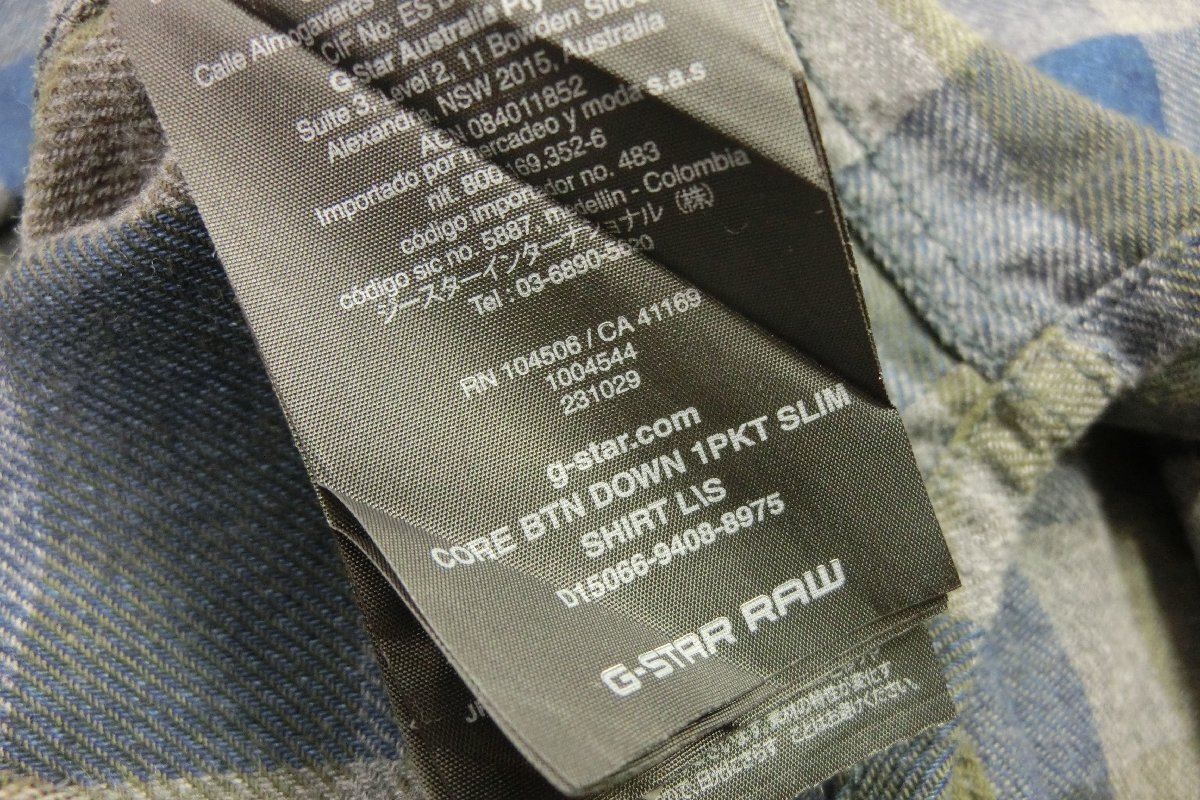 Calle Almogavares
CIF No: ES B
G-Star Australia Pty
Suite 3, Level 2, 11 Bowden Street
Alexandria, NSW 2015, Australia
ACN 084011852
Importado por mercadeo y moda s.a.s
nit. 800.169.352-6
código importador no. 483
código sic no. 5887, medellin - Colombia
ジースターインターナショナル（株）
Tel : 03-6890-5620
RN 104506 / CA 41169
1004544
231029
g-star.com
CORE BTN DOWN 1PKT SLIM
SHIRT L\S
D15066-9408-8975
G-STAR RAW